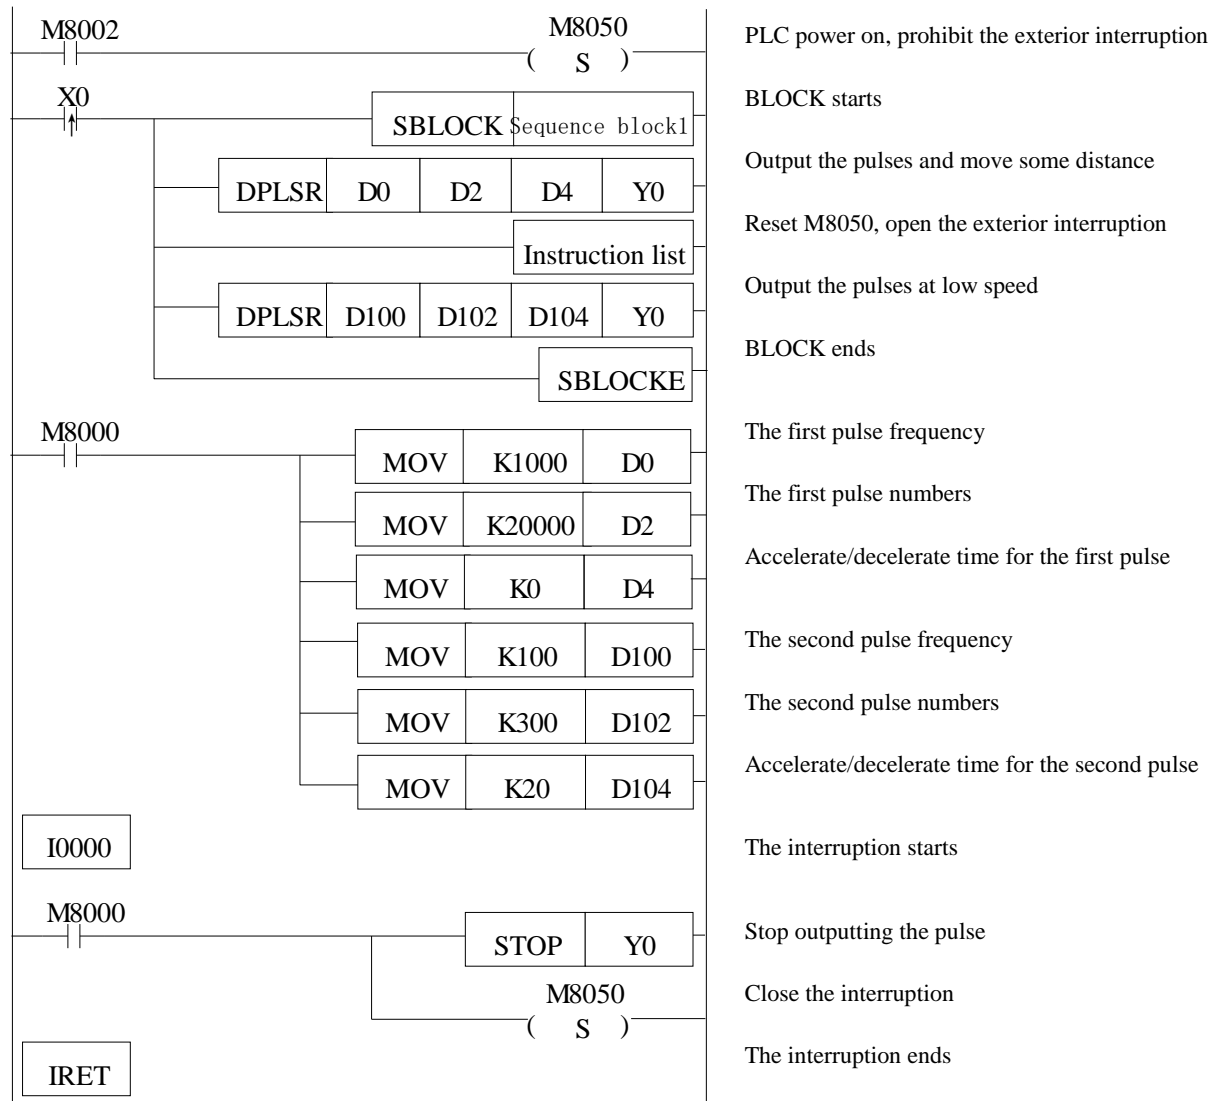 M8002 M8050 PLC power on, prohibit the exterior interruption
( S )
X0 BLOCK starts
SBLOCK Sequence block1
Output the pulses and move some distance
DPLSR D0 D2 D4 Y0
Reset M8050, open the exterior interruption
Instruction list
Output the pulses at low speed
DPLSR D100 D102 D104 Y0
BLOCK ends
SBLOCKE
M8000 The first pulse frequency
MOV K1000 D0
The first pulse numbers
MOV K20000 D2
Accelerate/decelerate time for the first pulse
MOV K0 D4
The second pulse frequency
MOV K100 D100
The second pulse numbers
MOV K300 D102
Accelerate/decelerate time for the second pulse
MOV K20 D104
I0000 The interruption starts
M8000
STOP Y0 Stop outputting the pulse
M8050 Close the interruption
( S )
The interruption ends
IRET